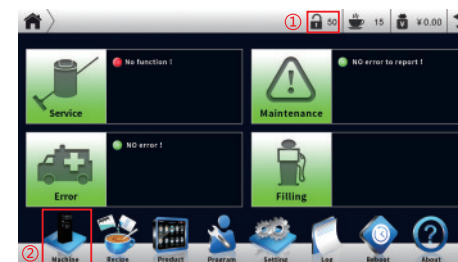 ① 50 15 ¥0.00
No function !
Service
NO error to report !
Maintenance
NO error !
Error
Filling
② Machine Recipe Product Program Setting Log Reboot About
?